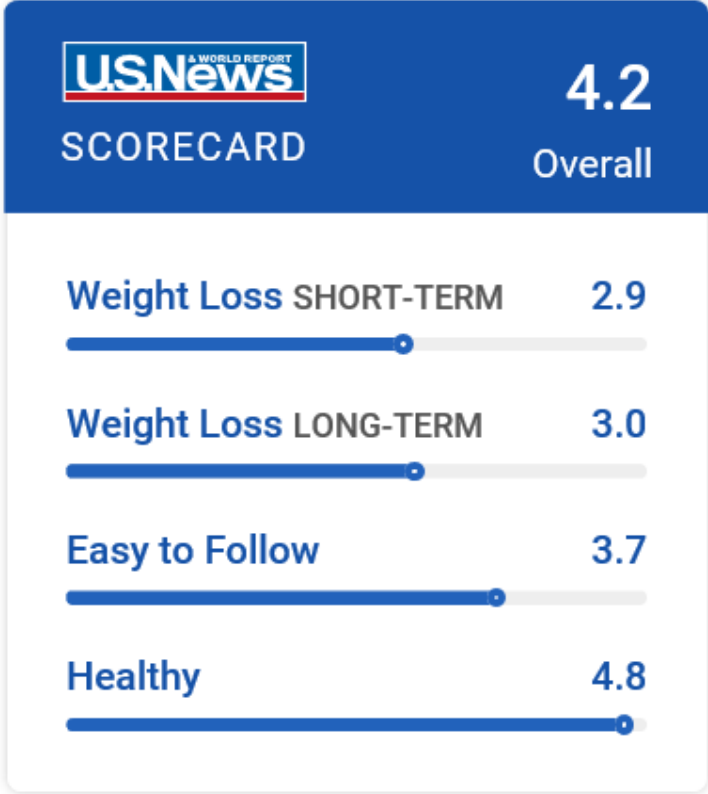 U.S.News
& WORLD REPORT
SCORECARD
4.2
Overall
Weight Loss SHORT-TERM 2.9
Weight Loss LONG-TERM 3.0
Easy to Follow 3.7
Healthy 4.8